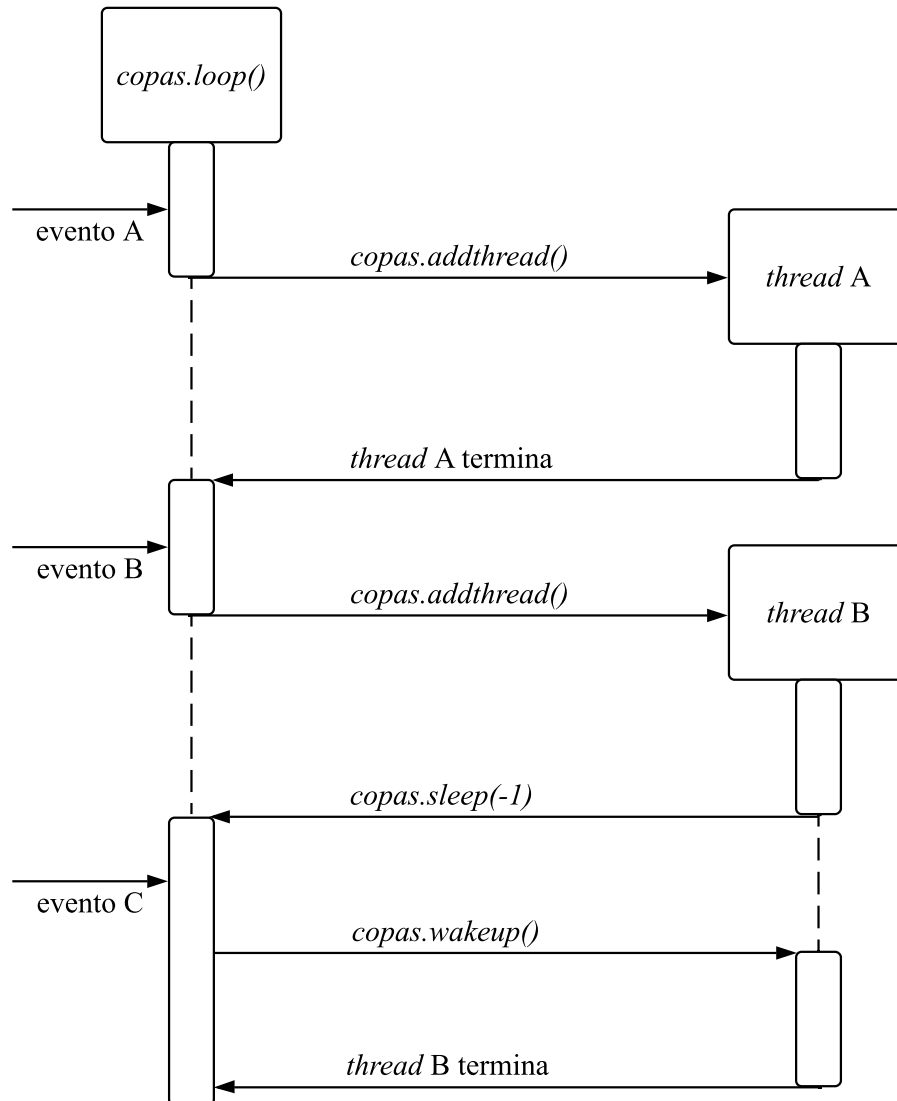 copas.loop()
evento A
copas.addthread()
thread A
thread A termina
evento B
copas.addthread()
thread B
copas.sleep(-1)
evento C
copas.wakeup()
thread B termina